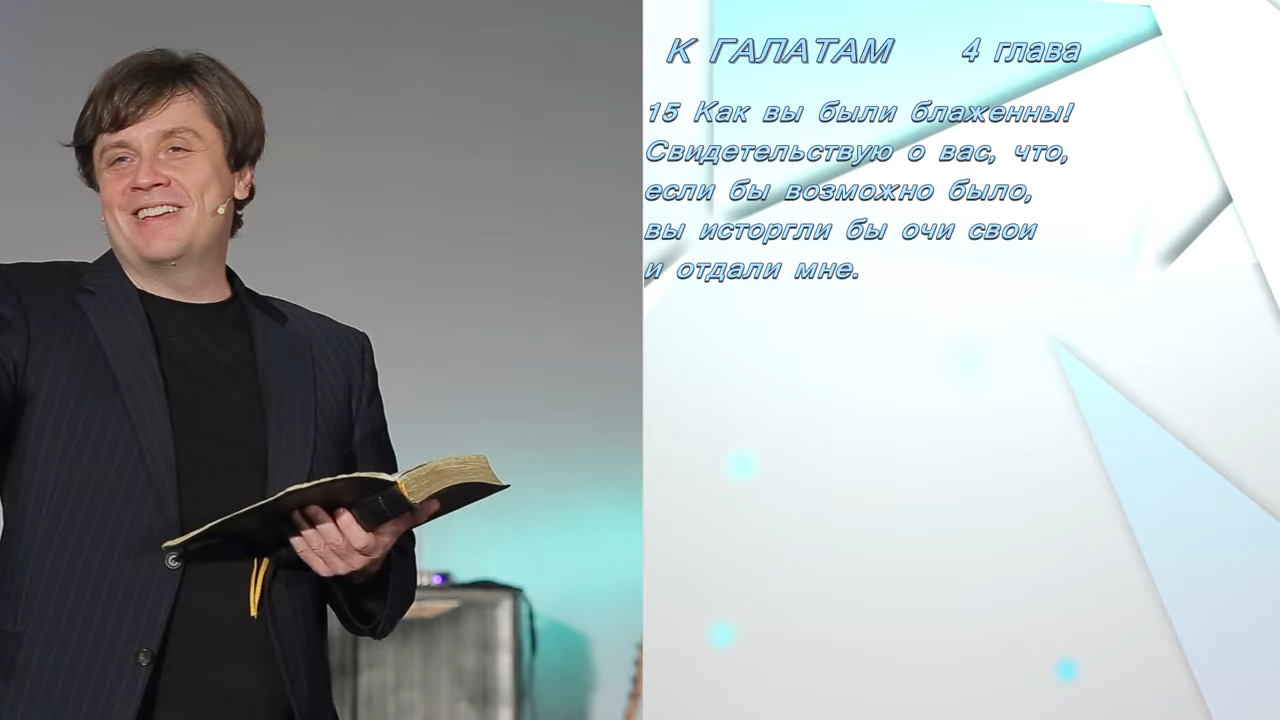 К ГАЛАТАМ 4 глава
15 Как вы были блаженны!
Свидетельствую о вас, что,
если бы возможно было,
вы исторгли бы очи свои
и отдали мне.